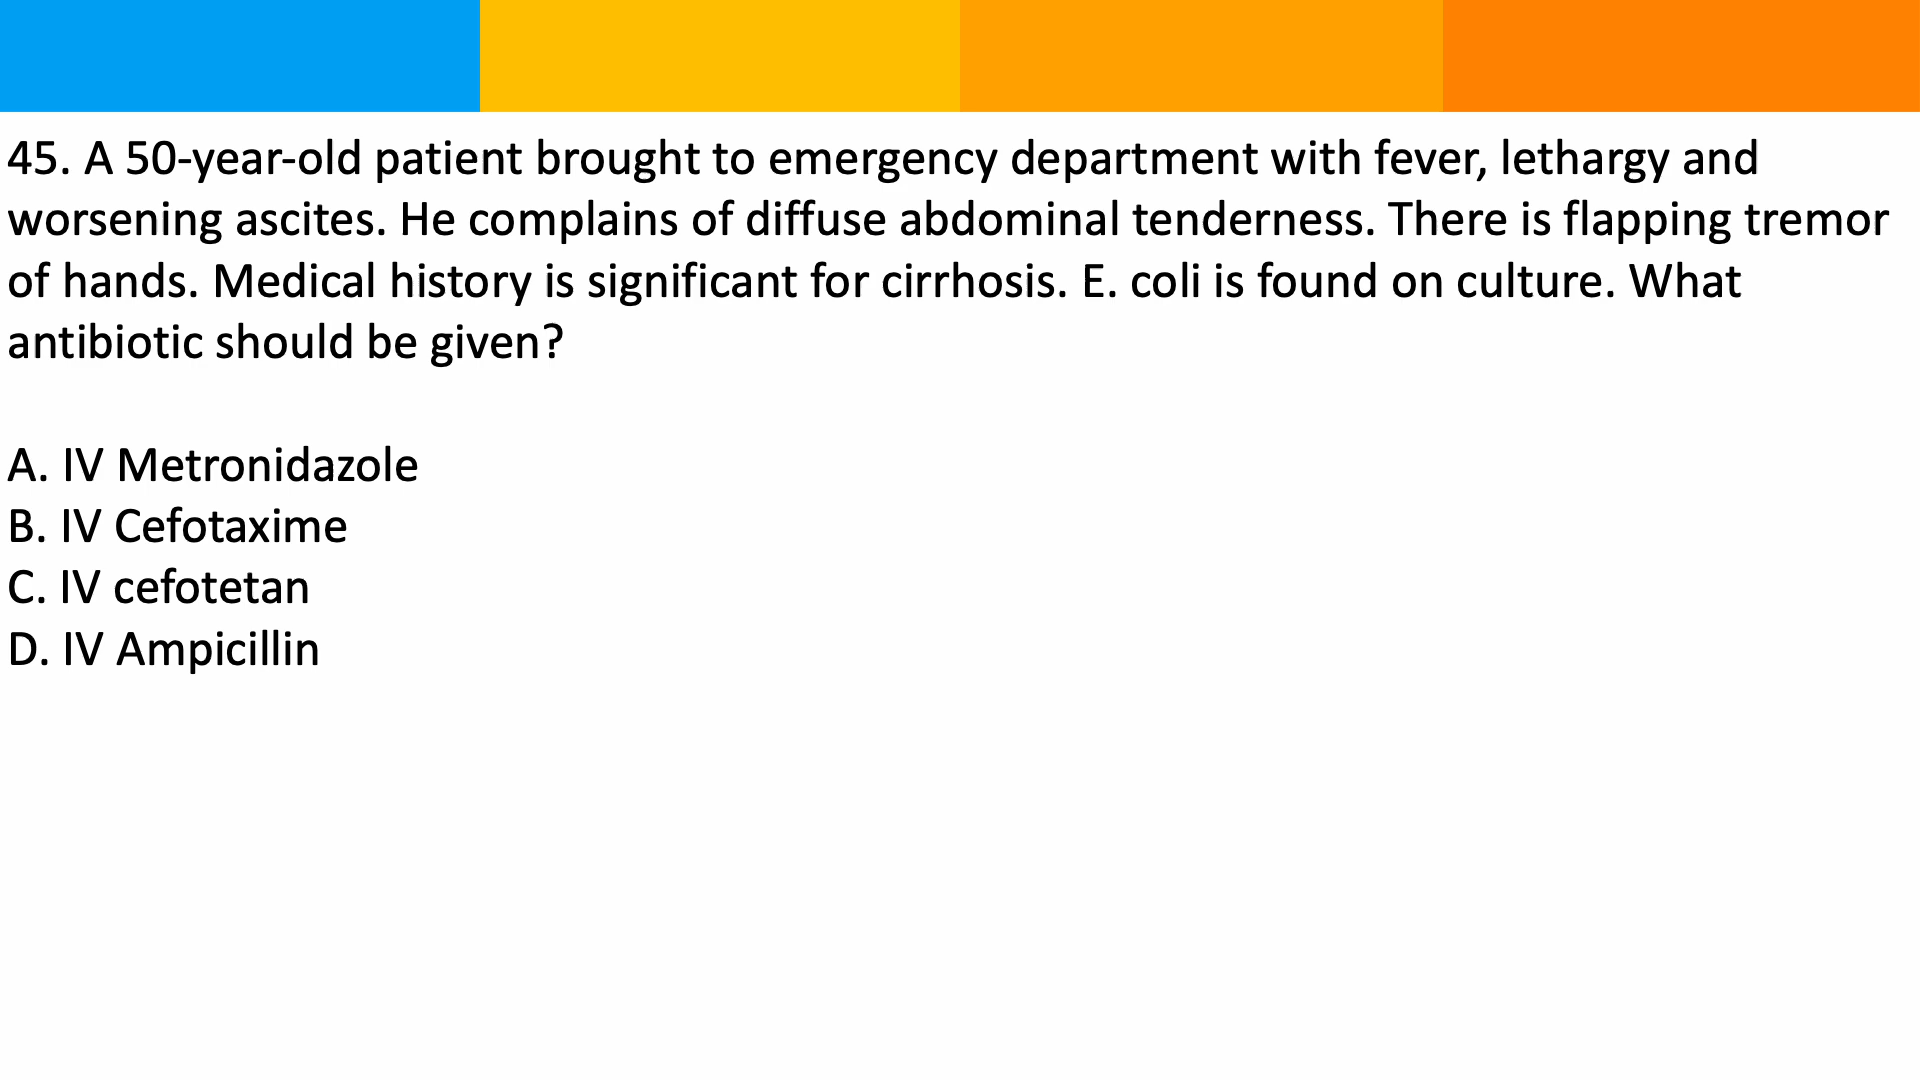 45. A 50-year-old patient brought to emergency department with fever, lethargy and
worsening ascites. He complains of diffuse abdominal tenderness. There is flapping tremor
of hands. Medical history is significant for cirrhosis. E. coli is found on culture. What
antibiotic should be given?
A. IV Metronidazole
B. IV Cefotaxime
C. IV cefotetan
D. IV Ampicillin